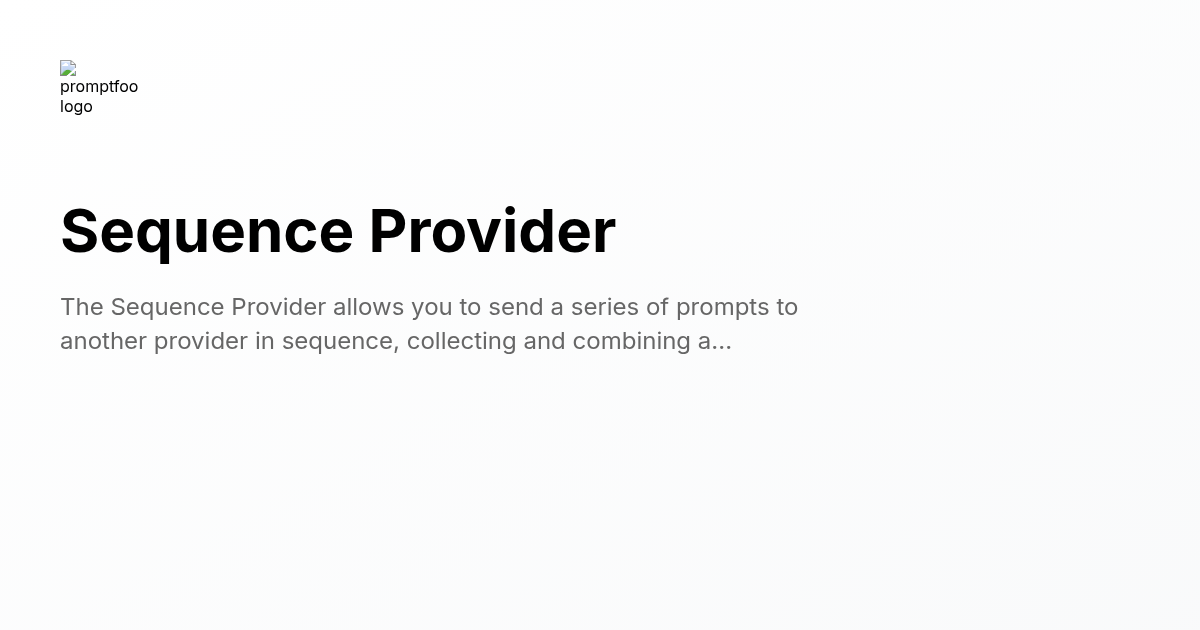 promptfoo
logo
Sequence Provider
The Sequence Provider allows you to send a series of prompts to
another provider in sequence, collecting and combining a...